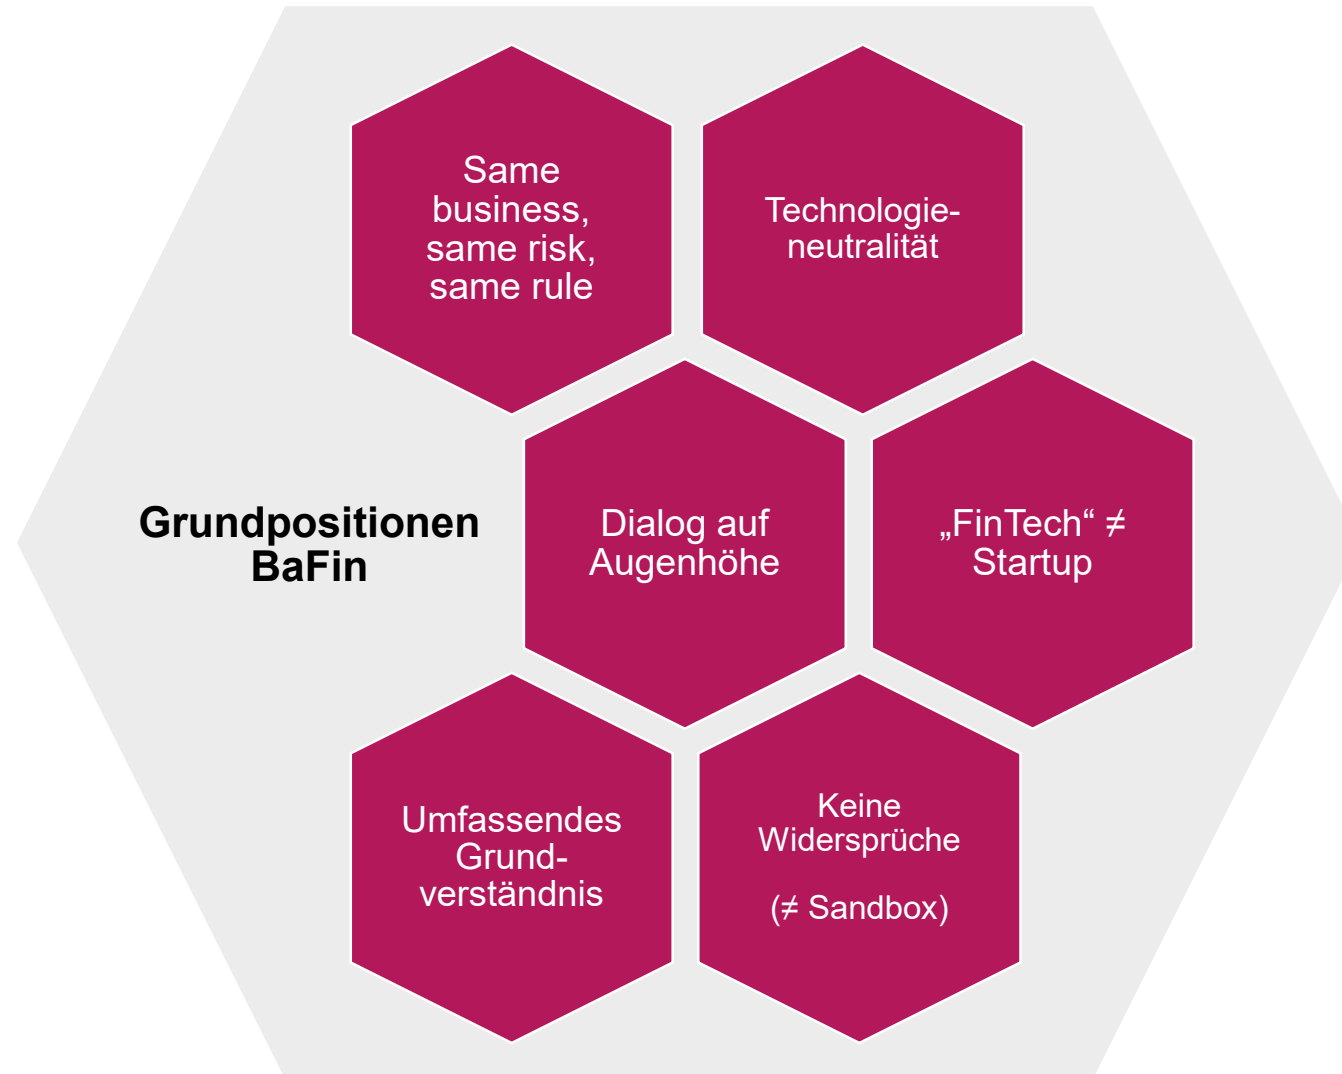 Same
business,
same risk,
same rule
Technologie-
neutralität
Grundpositionen
BaFin
Dialog auf
Augenhöhe
„FinTech“ ≠
Startup
Umfassendes
Grund-
verständnis
Keine
Widersprüche
(≠ Sandbox)